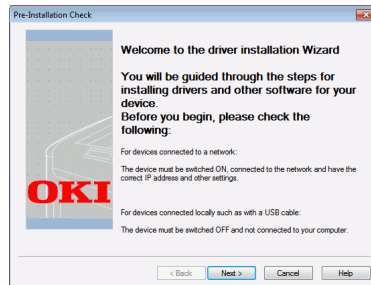 Pre-Installation Check
Welcome to the driver installation Wizard
You will be guided through the steps for
installing drivers and other software for your
device.
Before you begin, please check the
following:
For devices connected to a network:
The device must be switched ON, connected to the network and have the
correct IP address and other settings.
OKI
For devices connected locally such as with a USB cable:
The device must be switched OFF and not connected to your computer.
< Back
Next >
Cancel
Help